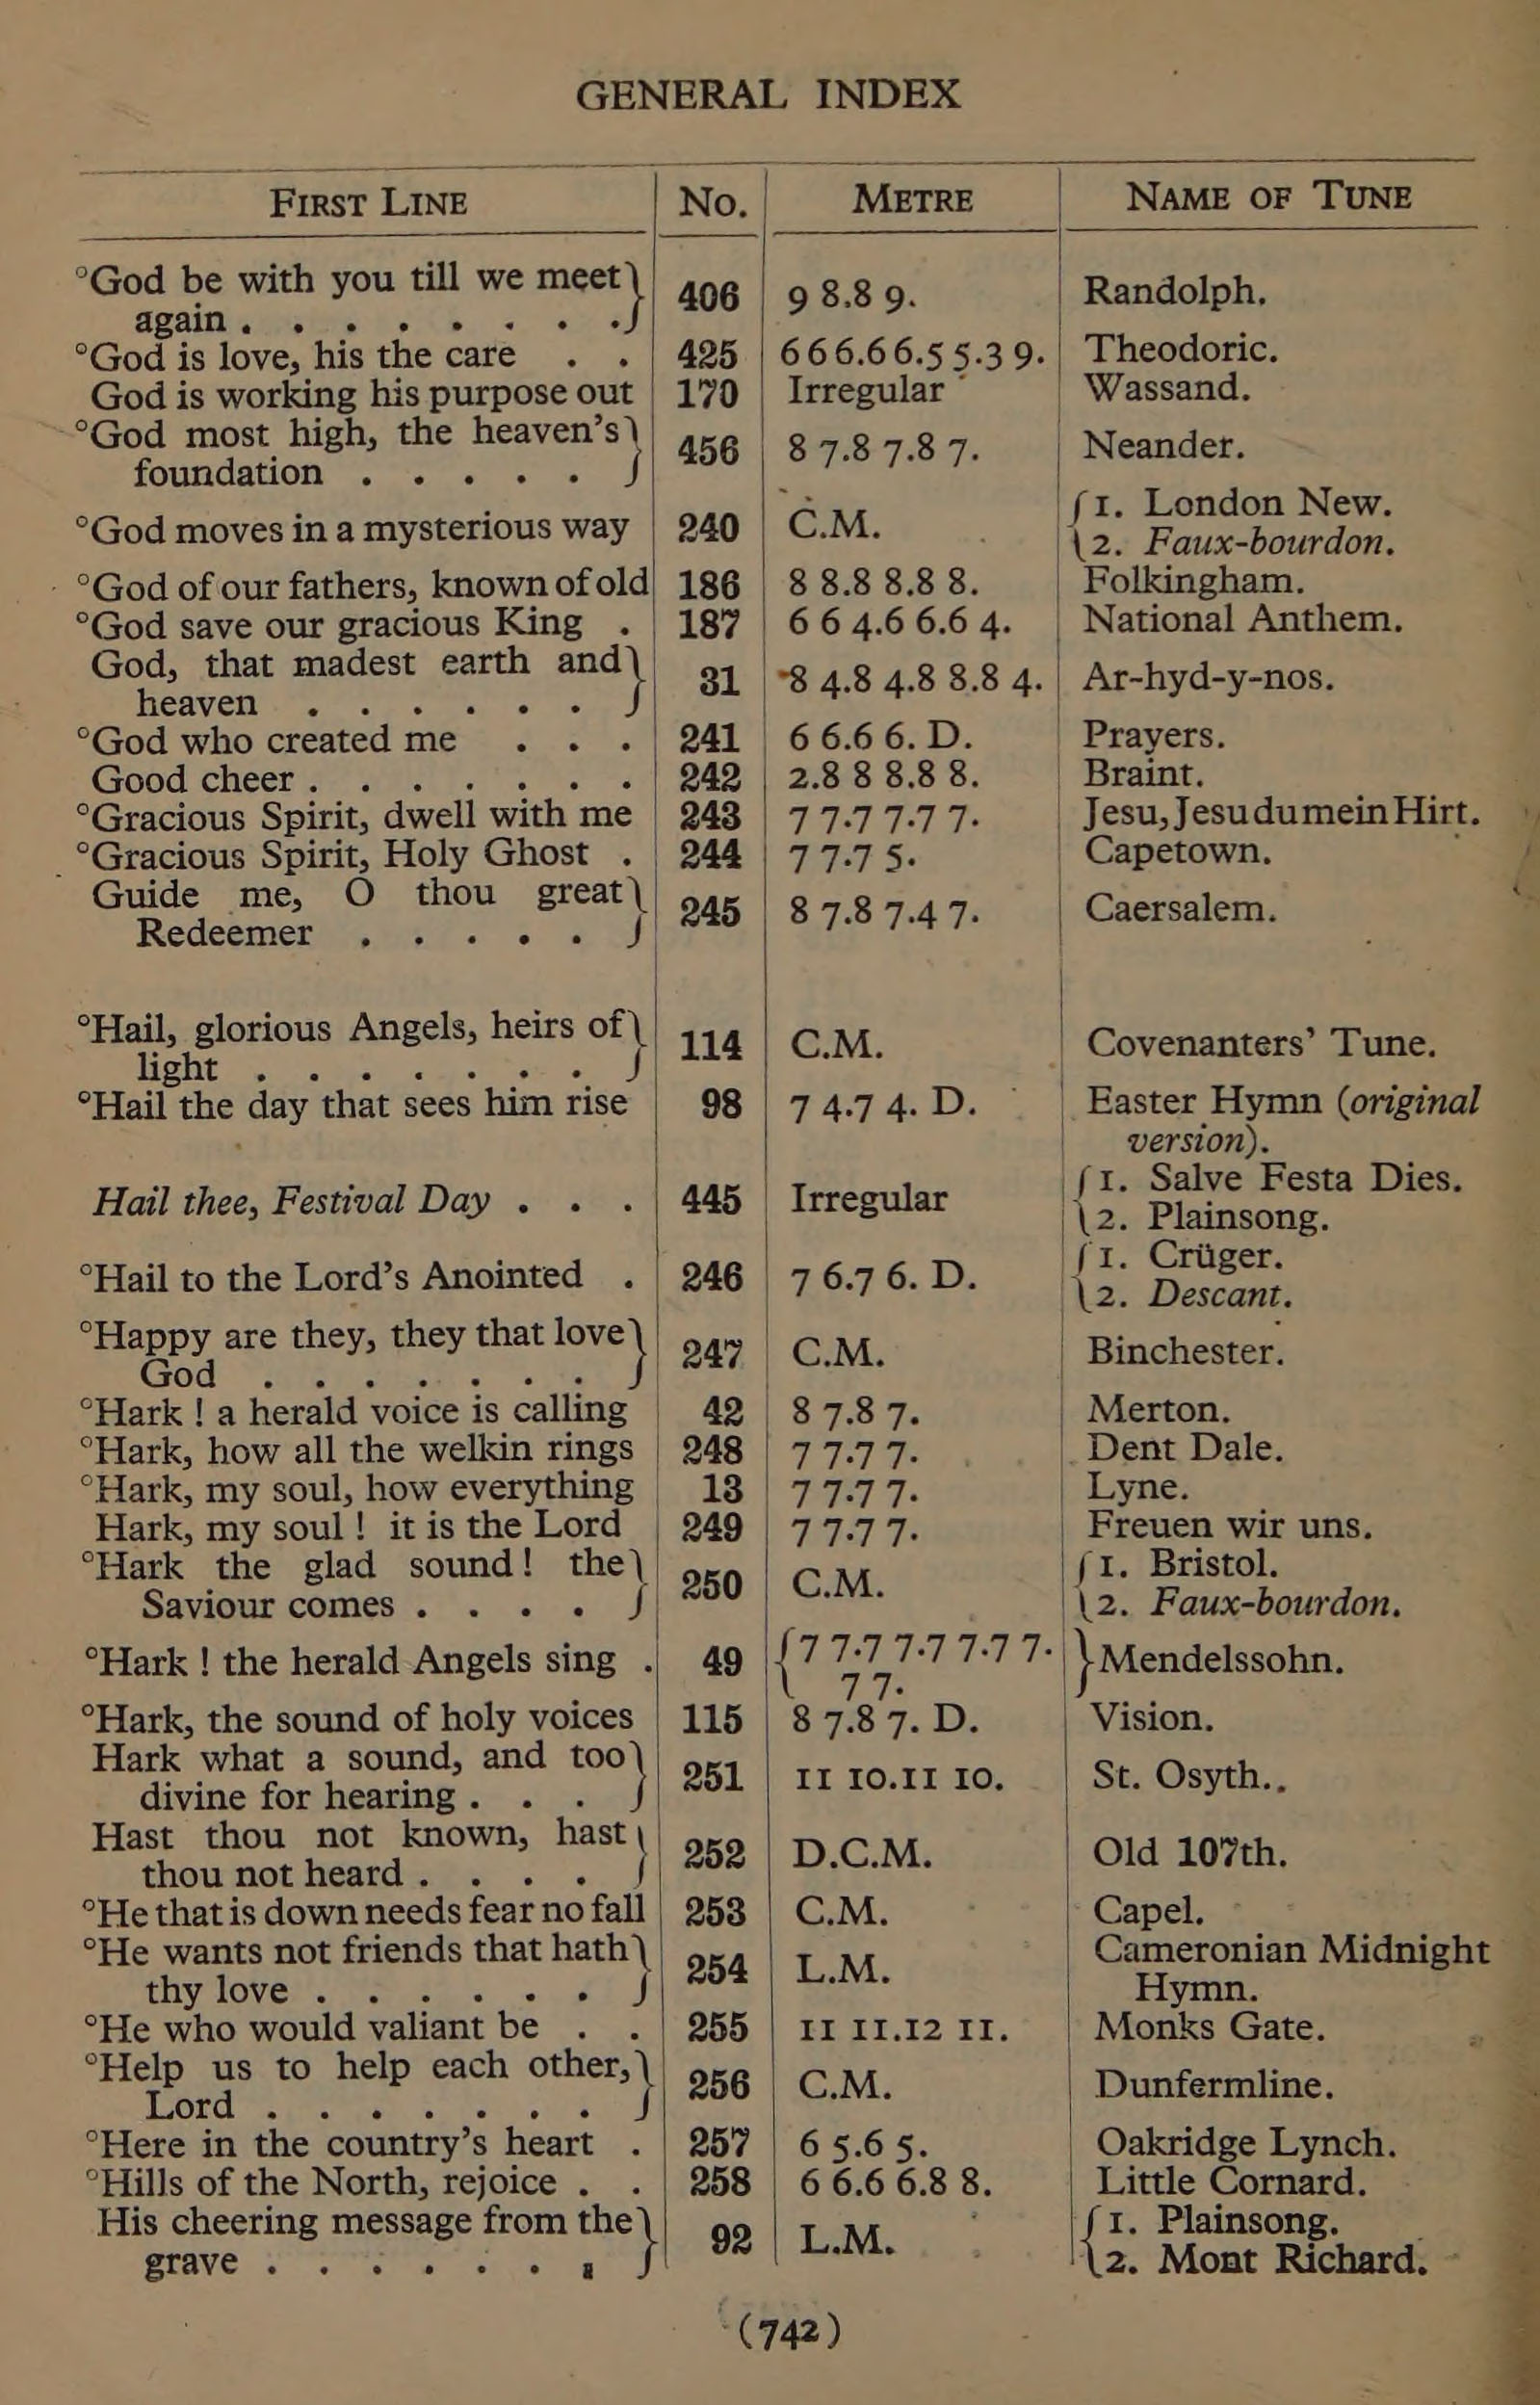 GENERAL INDEX
FIRST LINE No. METRE NAME OF TUNE
°God be with you till we meet
again . . . . . . . . 406 9 8.8 9. Randolph.
°God is love, his the care . . 425 6 6 6.6 6.5 5.3 9. Theodoric.
God is working his purpose out 170 Irregular Wassand.
°God most high, the heaven's
foundation . . . . . 456 8 7.8 7.8 7. Neander.
°God moves in a mysterious way 240 C.M. 1. London New.
2. Faux-bourdon.
°God of our fathers, known of old 186 8 8.8 8.8 8. Folkingham.
°God save our gracious King . 187 6 6 4.6 6.6 4. National Anthem.
God, that madest earth and
heaven . . . . . . 31 8 4.8 4.8 8.8 4. Ar-hyd-y-nos.
°God who created me . . . 241 6 6.6 6. D. Prayers.
Good cheer . . . . . . . 242 2.8 8 8.8 8. Braint.
°Gracious Spirit, dwell with me 243 7 7.7 7.7 7. Jesu, Jesu du mein Hirt.
°Gracious Spirit, Holy Ghost . 244 7 7.7 5. Capetown.
Guide me, O thou great
Redeemer . . . . . 245 8 7.8 7.4 7. Caersalem.
°Hail, glorious Angels, heirs of
light . . . . . . . 114 C.M. Covenanters' Tune.
°Hail the day that sees him rise 98 7 4.7 4. D. Easter Hymn (original
version).
Hail thee, Festival Day . . . 445 Irregular 1. Salve Festa Dies.
2. Plainsong.
°Hail to the Lord's Anointed . 246 7 6.7 6. D. 1. Crüger.
2. Descant.
°Happy are they, they that love
God . . . . . . . 247 C.M. Binchester.
°Hark ! a herald voice is calling 42 8 7.8 7. Merton.
°Hark, how all the welkin rings 248 7 7.7 7. Dent Dale.
°Hark, my soul, how everything 13 7 7.7 7. Lyne.
Hark, my soul ! it is the Lord 249 7 7.7 7. Freuen wir uns.
°Hark the glad sound ! the
Saviour comes . . . . 250 C.M. 1. Bristol.
2. Faux-bourdon.
°Hark ! the herald Angels sing . 49 7 7.7 7.7 7.7 7. Mendelssohn.
7 7.
°Hark, the sound of holy voices 115 8 7.8 7. D. Vision.
Hark what a sound, and too
divine for hearing . . . 251 11 10.11 10. St. Osyth.
Hast thou not known, hast
thou not heard . . . . 252 D.C.M. Old 107th.
°He that is down needs fear no fall 253 C.M. Capel.
°He wants not friends that hath
thy love . . . . . . 254 L.M. Cameronian Midnight
Hymn.
°He who would valiant be . . 255 11 11.12 11. Monks Gate.
°Help us to help each other,
Lord . . . . . . . 256 C.M. Dunfermline.
°Here in the country's heart . 257 6 5.6 5. Oakridge Lynch.
°Hills of the North, rejoice . . 258 6 6.6 6.8 8. Little Cornard.
His cheering message from the
grave . . . . . . . 92 L.M. 1. Plainsong.
2. Mont Richard.
(742)